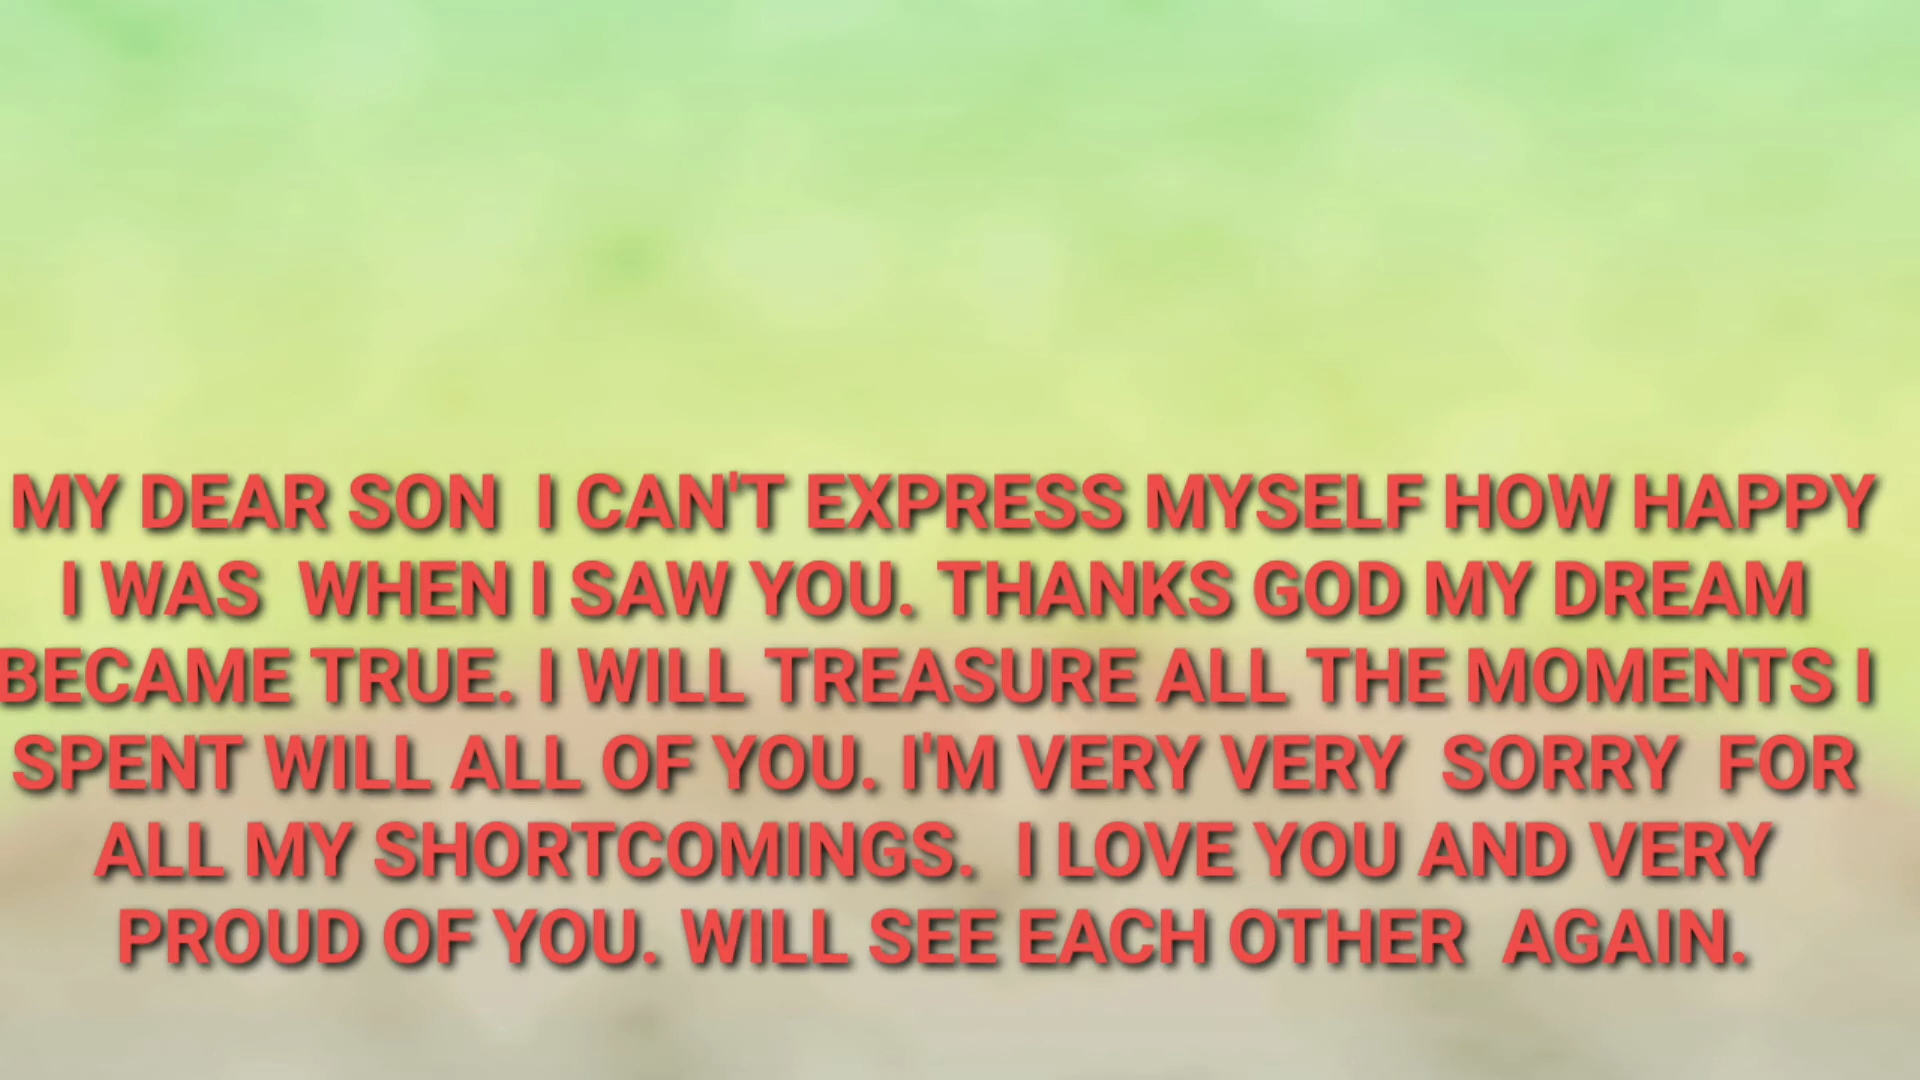 MY DEAR SON  I CAN'T EXPRESS MYSELF HOW HAPPY
I WAS  WHEN I SAW YOU. THANKS GOD MY DREAM
BECAME TRUE. I WILL TREASURE ALL THE MOMENTS I
SPENT WILL ALL OF YOU. I'M VERY VERY  SORRY  FOR
ALL MY SHORTCOMINGS.  I LOVE YOU AND VERY
PROUD OF YOU. WILL SEE EACH OTHER  AGAIN.